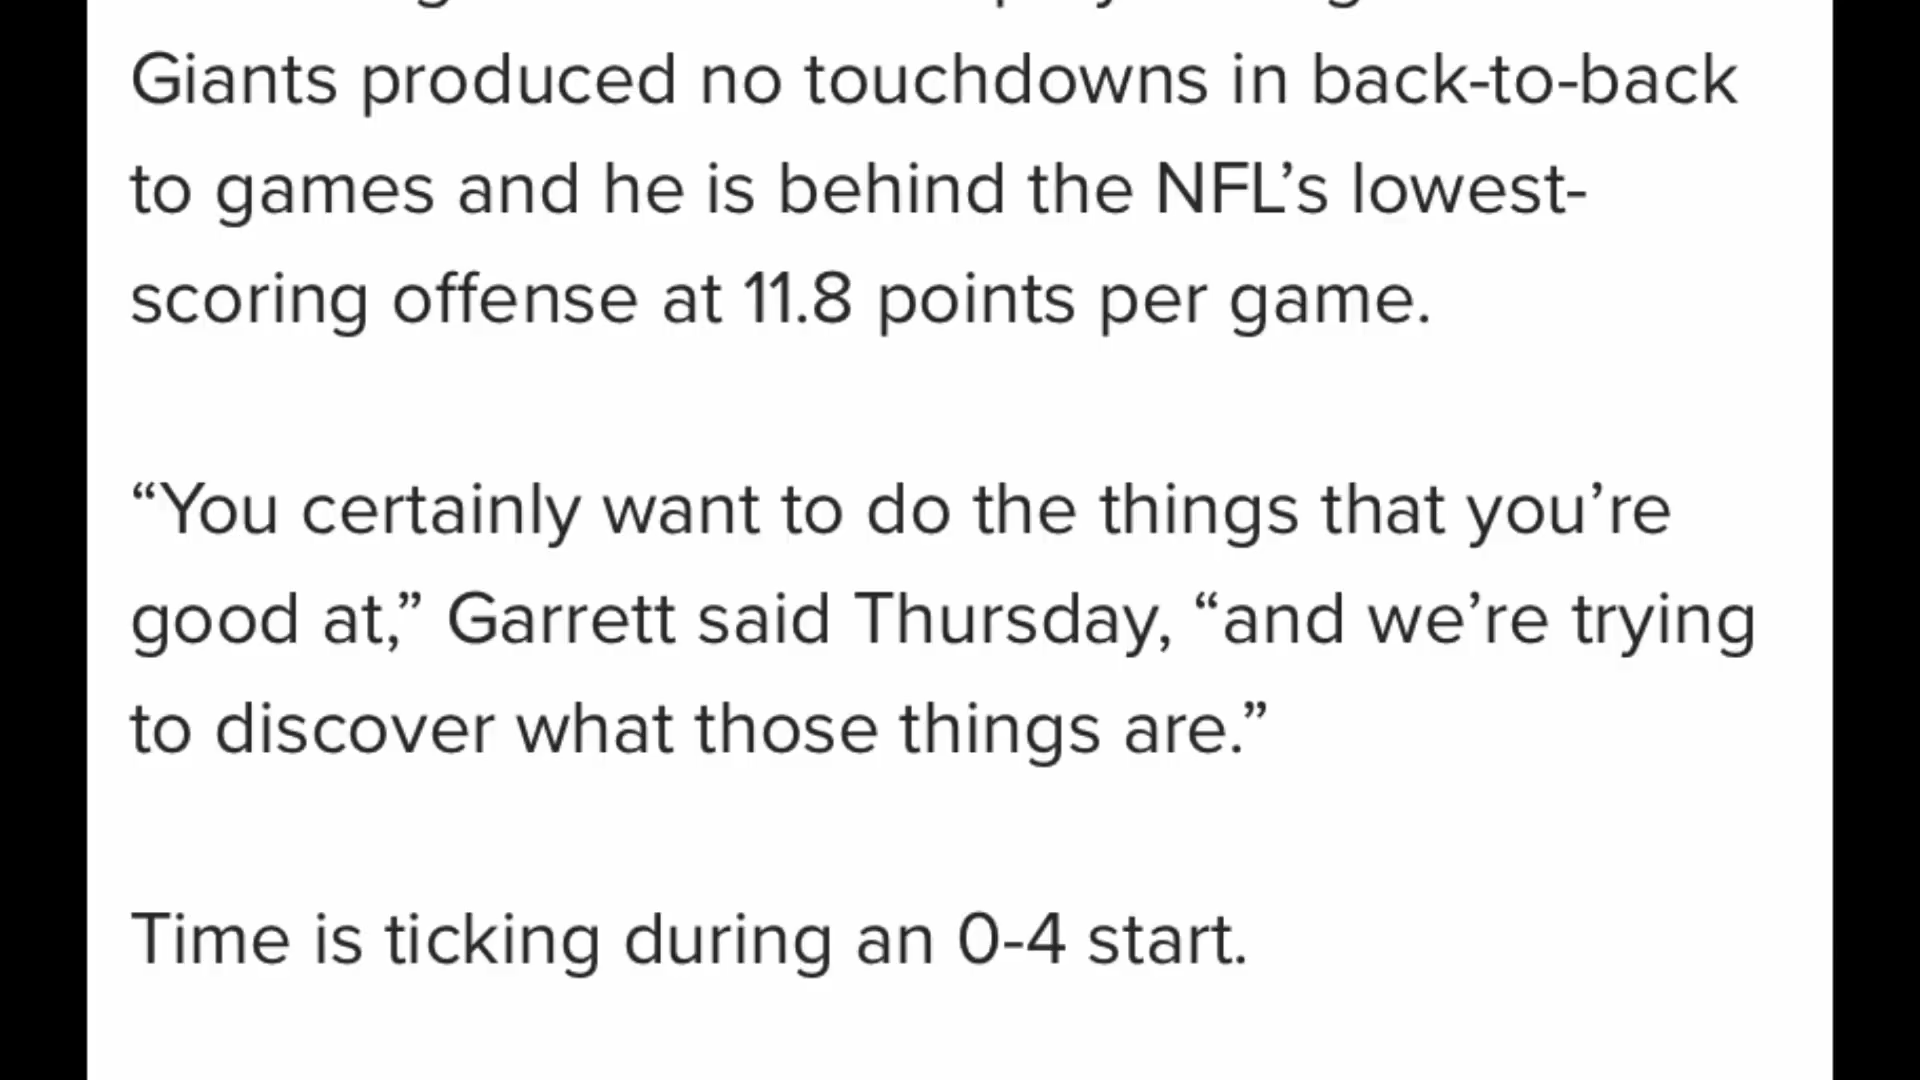 Giants produced no touchdowns in back-to-back
to games and he is behind the NFL’s lowest-
scoring offense at 11.8 points per game.
“You certainly want to do the things that you’re
good at,” Garrett said Thursday, “and we’re trying
to discover what those things are.”
Time is ticking during an 0-4 start.